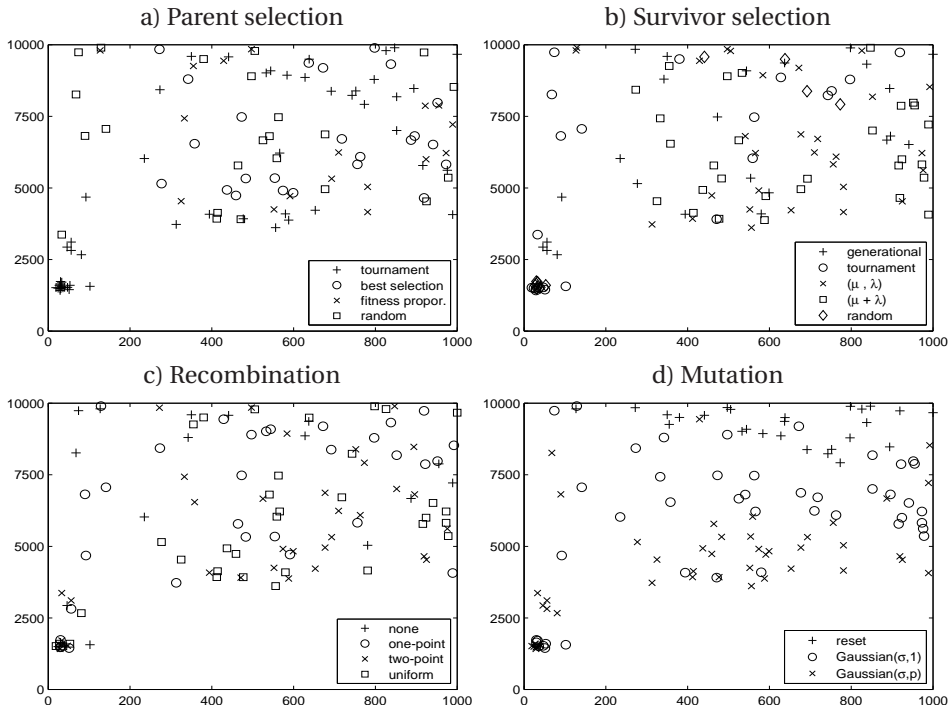 a) Parent selection
10000
7500
5000
2500
0
0 200 400 600 800 1000
tournament
best selection
fitness propor.
random
b) Survivor selection
10000
7500
5000
2500
0
0 200 400 600 800 1000
generational
tournament
(μ , λ)
(μ + λ)
random
c) Recombination
10000
7500
5000
2500
0
0 200 400 600 800 1000
none
one-point
two-point
uniform
d) Mutation
10000
7500
5000
2500
0
0 200 400 600 800 1000
reset
Gaussian(σ,1)
Gaussian(σ,p)